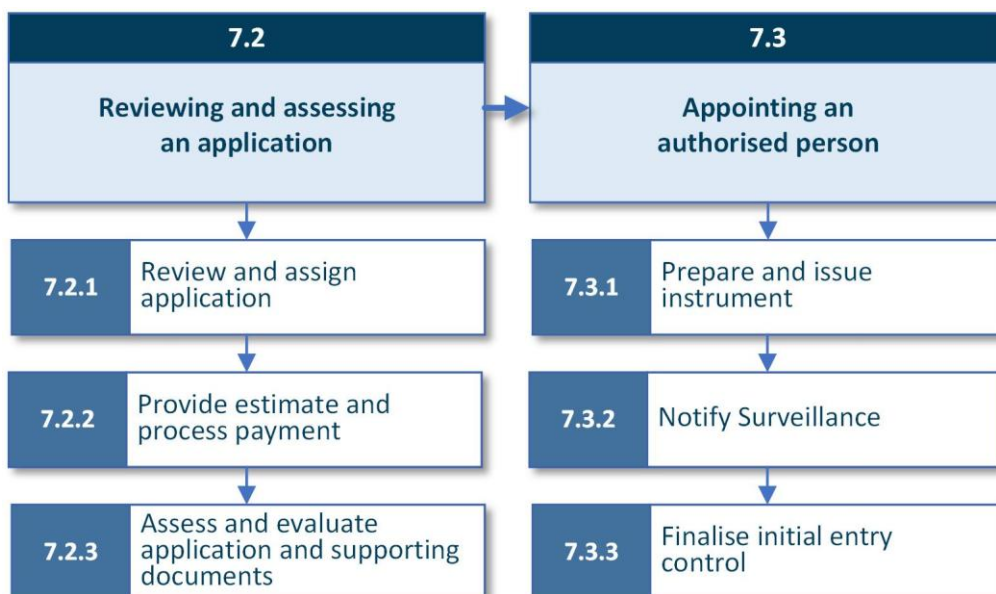 7.2
Reviewing and assessing
an application
7.2.1
Review and assign
application
7.2.2
Provide estimate and
process payment
7.2.3
Assess and evaluate
application and supporting
documents
7.3
Appointing an
authorised person
7.3.1
Prepare and issue
instrument
7.3.2
Notify Surveillance
7.3.3
Finalise initial entry
control